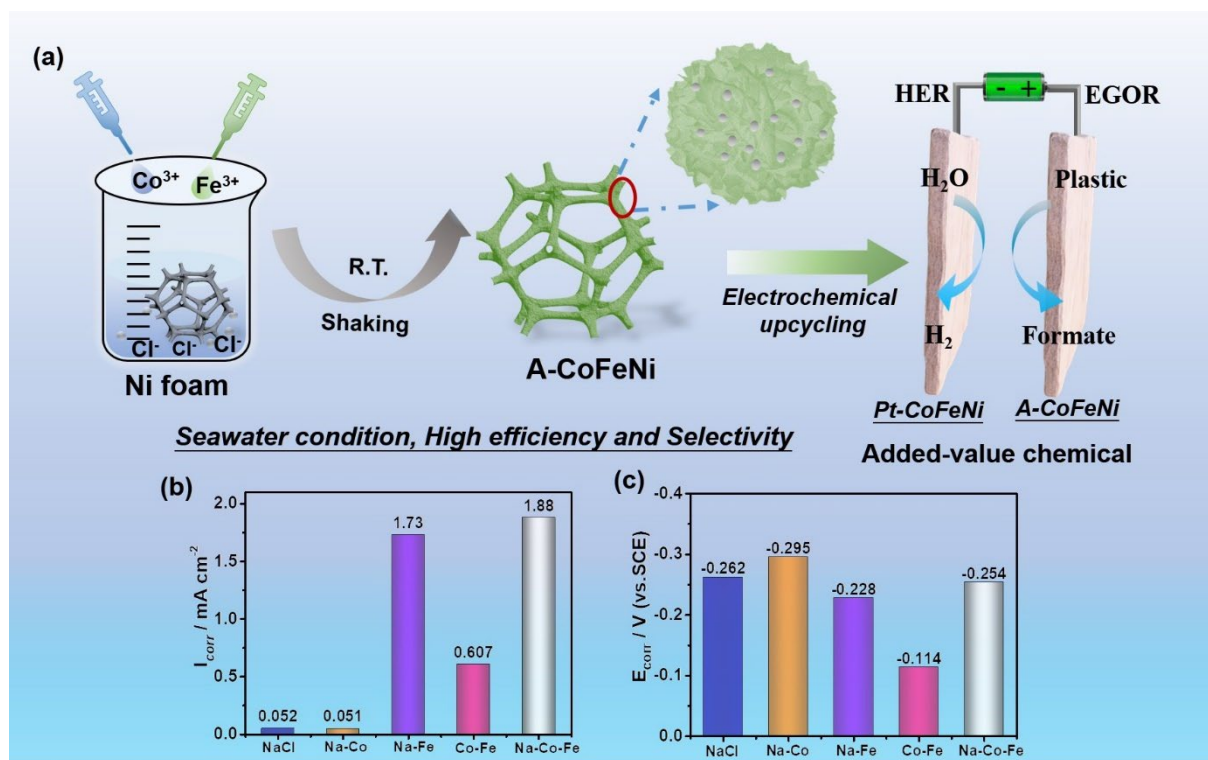 (a)
Co³⁺
Fe³⁺
Cl⁻ Cl⁻ Cl⁻
Ni foam
R.T.
Shaking
A-CoFeNi
Electrochemical
upcycling
HER
- +
EGOR
H₂O
Plastic
H₂
Formate
Pt-CoFeNi
A-CoFeNi
Added-value chemical
Seawater condition, High efficiency and Selectivity
(b)
I corr / mA cm⁻²
2.0
1.5
1.0
0.5
0.0
0.052
0.051
1.73
0.607
1.88
NaCl Na-Co Na-Fe Co-Fe Na-Co-Fe
(c)
E corr / V (vs.SCE)
-0.4
-0.3
-0.2
-0.1
0.0
-0.262
-0.295
-0.228
-0.114
-0.254
NaCl Na-Co Na-Fe Co-Fe Na-Co-Fe